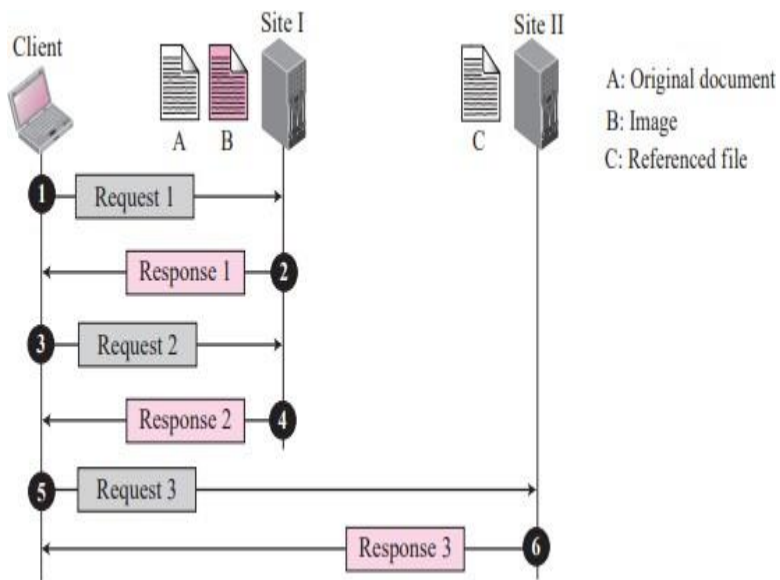 Client
Site I
Site II
A
B
C
A: Original document
B: Image
C: Referenced file
1
Request 1
Response 1
2
3
Request 2
Response 2
4
5
Request 3
Response 3
6